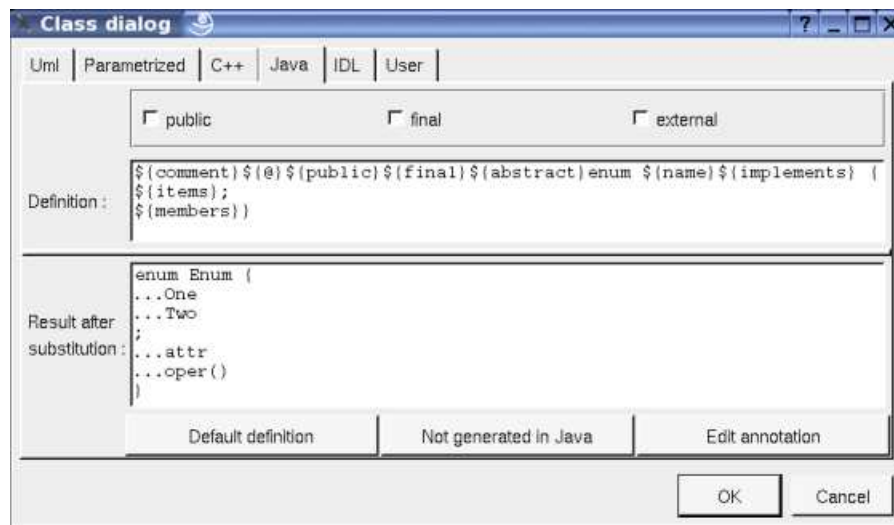 Class dialog
? _ □ X
Uml Parametrized C++ Java IDL User
public final external
Definition :
${comment}${@}${public}${final}${abstract}enum ${name}${implements} {
${items};
${members}}
Result after
substitution :
enum Enum {
...One
...Two
;
...attr
...oper()
}
Default definition Not generated in Java Edit annotation
OK Cancel